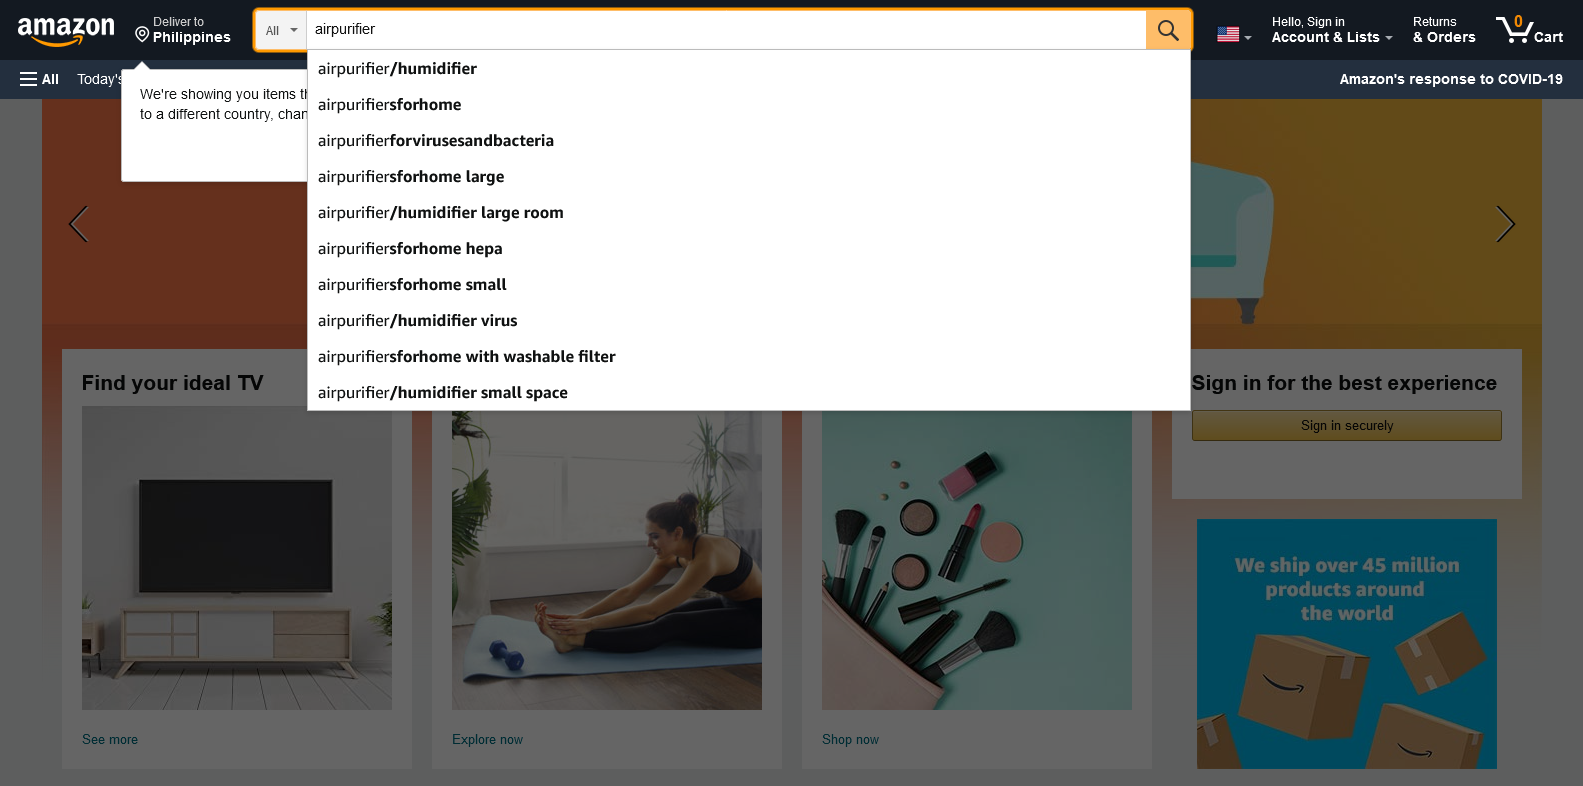 amazon
Deliver to
Philippines
All
airpurifier
Hello, Sign in
Account & Lists
Returns
& Orders
0
Cart
All
Today's
Amazon's response to COVID-19
We're showing you items
to a different country,
airpurifier/humidifier
airpurifiersforhome
airpurifierforvirusesandbacteria
airpurifiersforhome large
airpurifier/humidifier large room
airpurifiersforhome hepa
airpurifiersforhome small
airpurifier/humidifier virus
airpurifiersforhome with washable filter
airpurifier/humidifier small space
Find your ideal TV
See more
Explore now
Shop now
Sign in for the best experience
Sign in securely
We ship over 45 million
products around
the world